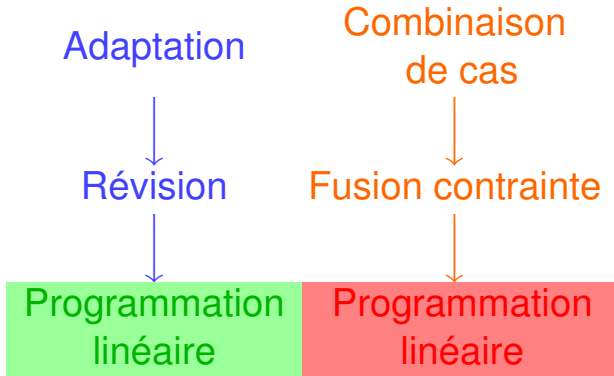 Adaptation
Combinaison
de cas
Révision
Fusion contrainte
Programmation
linéaire
Programmation
linéaire